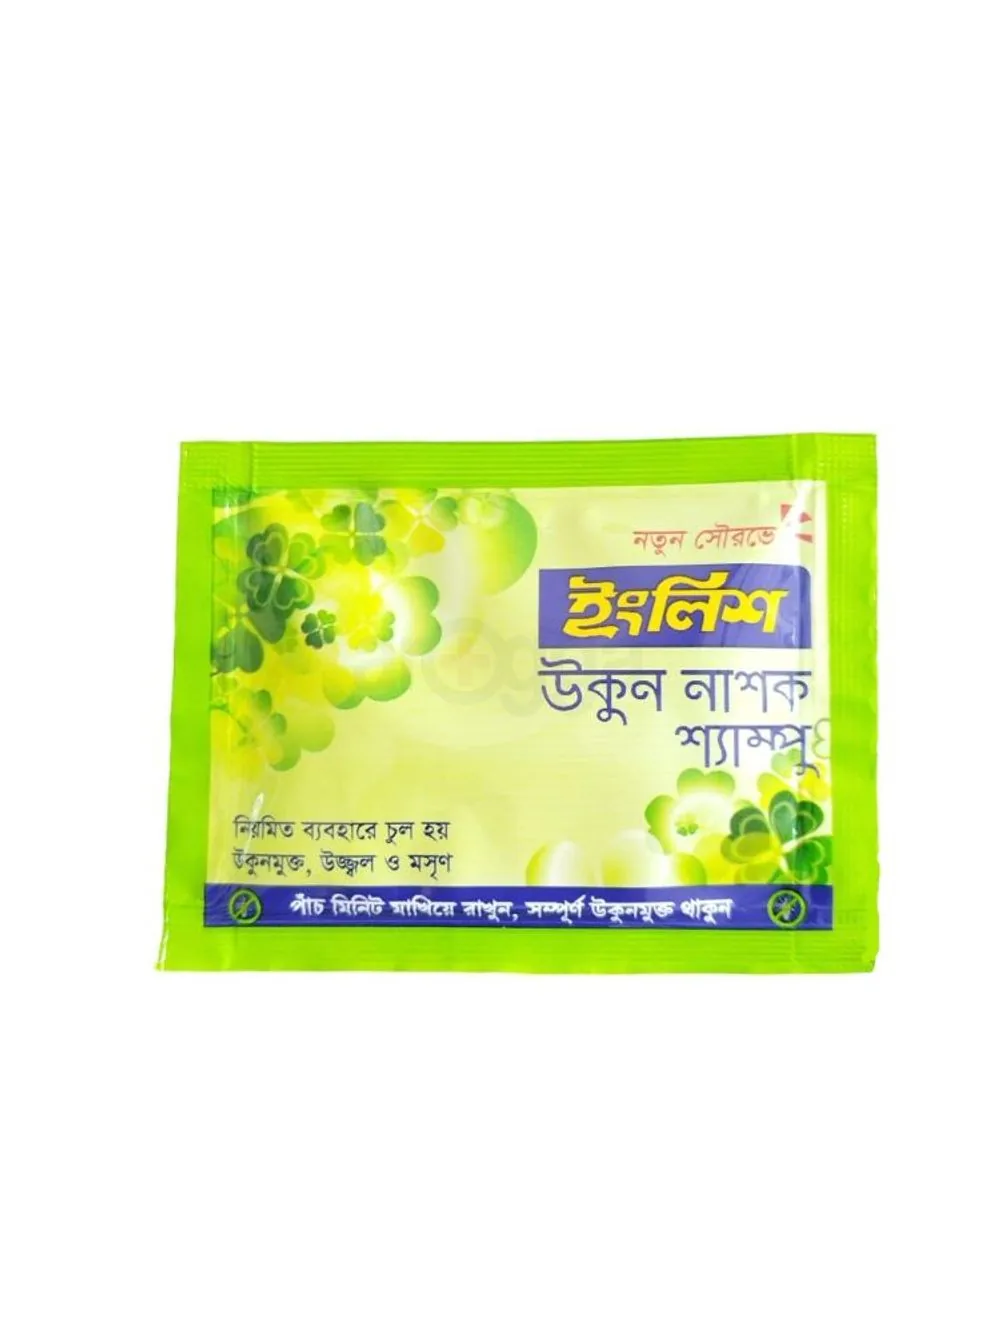 নতুন সৌরভে
ইংলিশ
উকুন নাশক
শ্যাম্পু
নিয়মিত ব্যবহারে চুল হয়
উকুনমুক্ত, উজ্জ্বল ও মসৃণ
পাঁচ মিনিট মাখিয়ে রাখুন, সম্পূর্ণ উকুনমুক্ত থাকুন